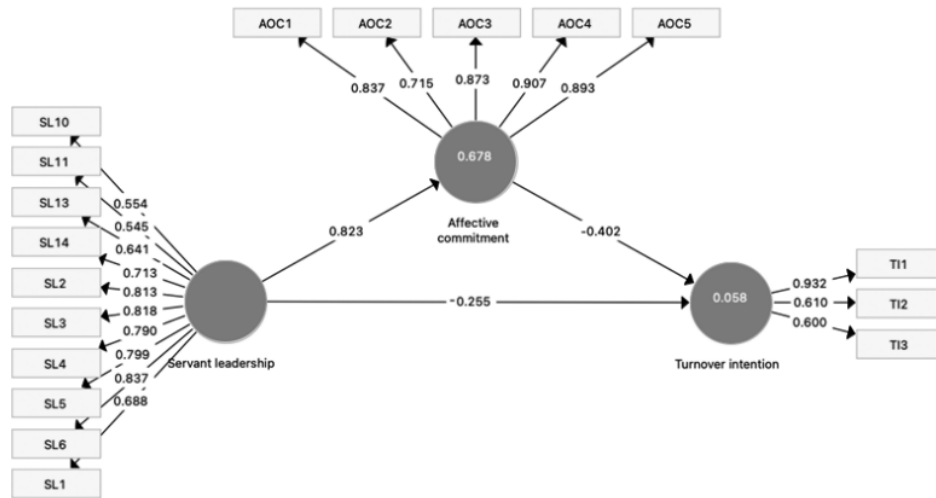 AOC1 AOC2 AOC3 AOC4 AOC5
0.837 0.715 0.873 0.907 0.893
SL10
SL11
SL13
SL14
SL2
SL3
SL4
SL5
SL6
SL1
0.554
0.545
0.641
0.713
0.813
0.818
0.790
0.799
0.837
0.688
Servant leadership
0.823
0.678
Affective
commitment
-0.402
-0.255
0.058
Turnover intention
0.932
0.610
0.600
TI1
TI2
TI3